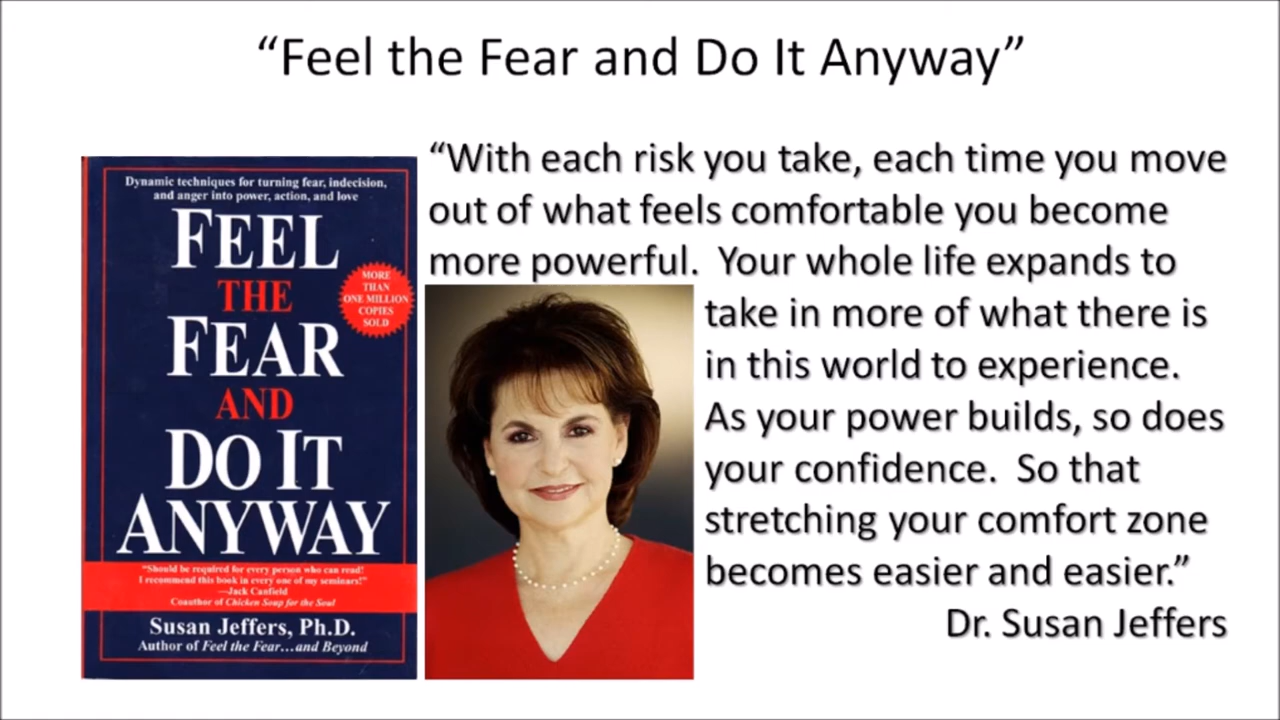 “Feel the Fear and Do It Anyway”
Dynamic techniques for turning fear, indecision,
and anger into power, action, and love
FEEL
THE
FEAR
AND
DO IT
ANYWAY
MORE
THAN
ONE MILLION
COPIES
SOLD
"Should be required for every person who can read!
I recommend this book in every one of my seminars!"
—Jack Canfield
Coauthor of Chicken Soup for the Soul
Susan Jeffers, Ph.D.
Author of Feel the Fear...and Beyond
“With each risk you take, each time you move
out of what feels comfortable you become
more powerful. Your whole life expands to
take in more of what there is
in this world to experience.
As your power builds, so does
your confidence. So that
stretching your comfort zone
becomes easier and easier.”
Dr. Susan Jeffers